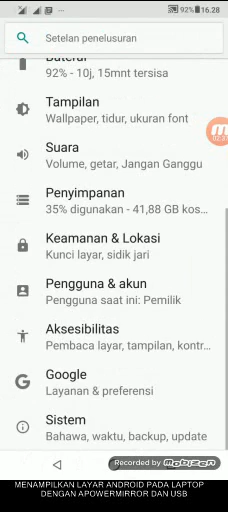 92% 16.28
Setelan penelusuran
Baterai
92% - 10j, 15mnt tersisa
Tampilan
Wallpaper, tidur, ukuran font
Suara
Volume, getar, Jangan Ganggu
Penyimpanan
35% digunakan - 41,88 GB kos...
Keamanan & Lokasi
Kunci layar, sidik jari
Pengguna & akun
Pengguna saat ini: Pemilik
Aksesibilitas
Pembaca layar, tampilan, kontr...
Google
Layanan & preferensi
Sistem
Bahawa, waktu, backup, update
Recorded by Mobizen
MENAMPILKAN LAYAR ANDROID PADA LAPTOP
DENGAN APOWERMIRROR DAN USB